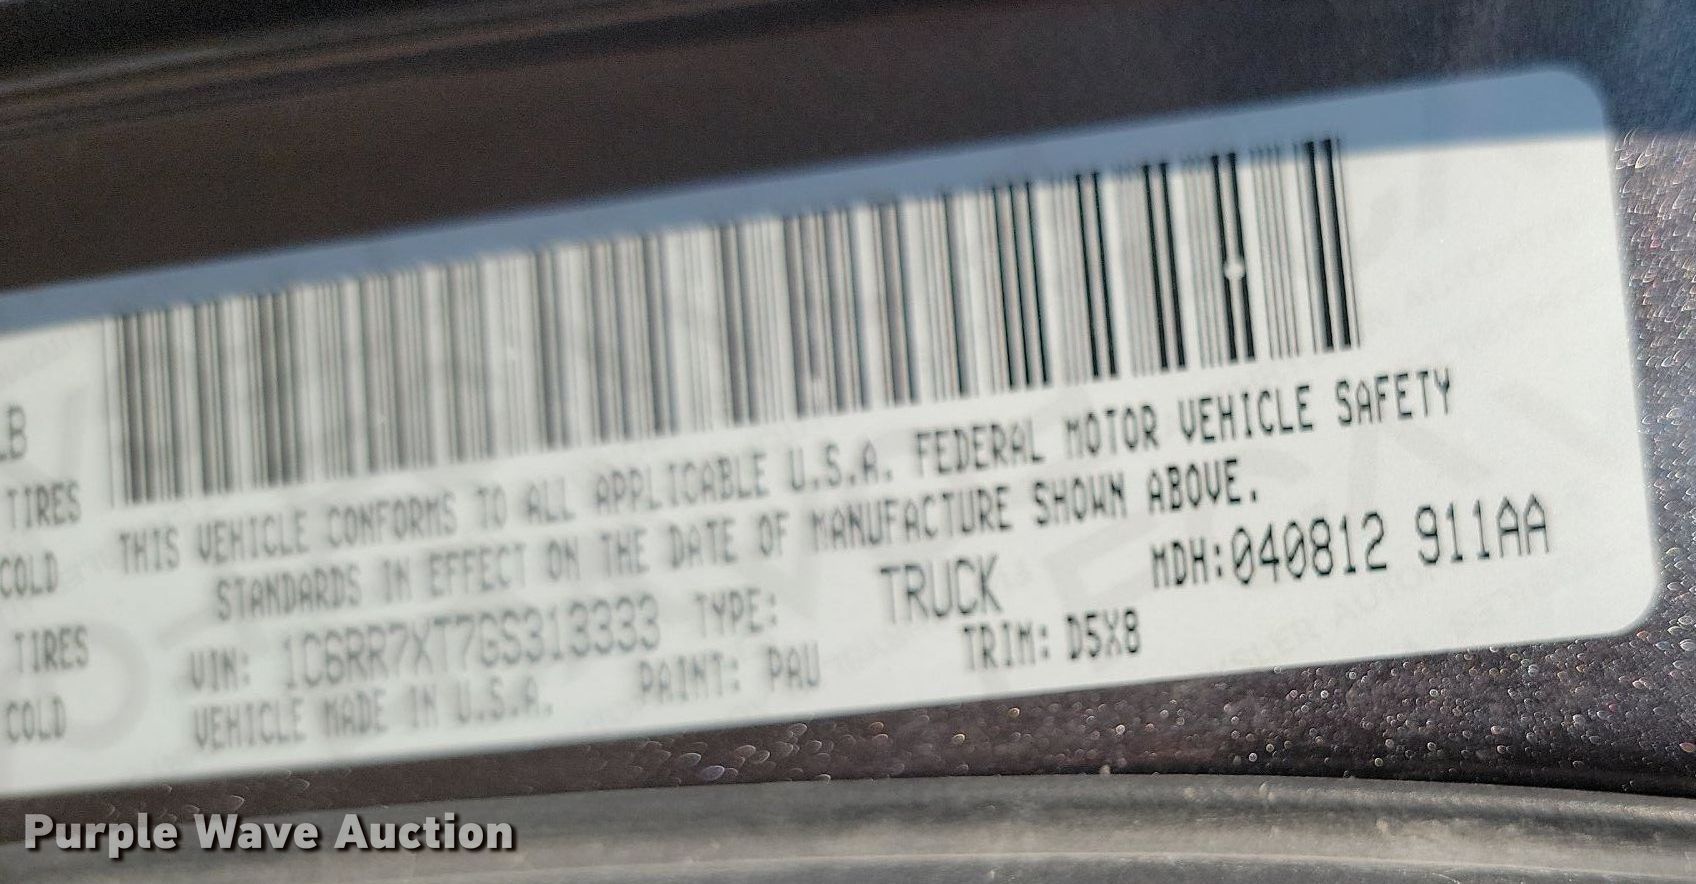 LB
TIRES
COLD
TIRES
COLD
THIS VEHICLE CONFORMS TO ALL APPLICABLE U.S.A. FEDERAL MOTOR VEHICLE SAFETY
STANDARDS IN EFFECT ON THE DATE OF MANUFACTURE SHOWN ABOVE.
VIN: 1C6RR7XT7GS313333 TYPE: TRUCK MDH:040812 911AA
VEHICLE MADE IN U.S.A. PAINT: PAU TRIM: D5X8
Purple Wave Auction